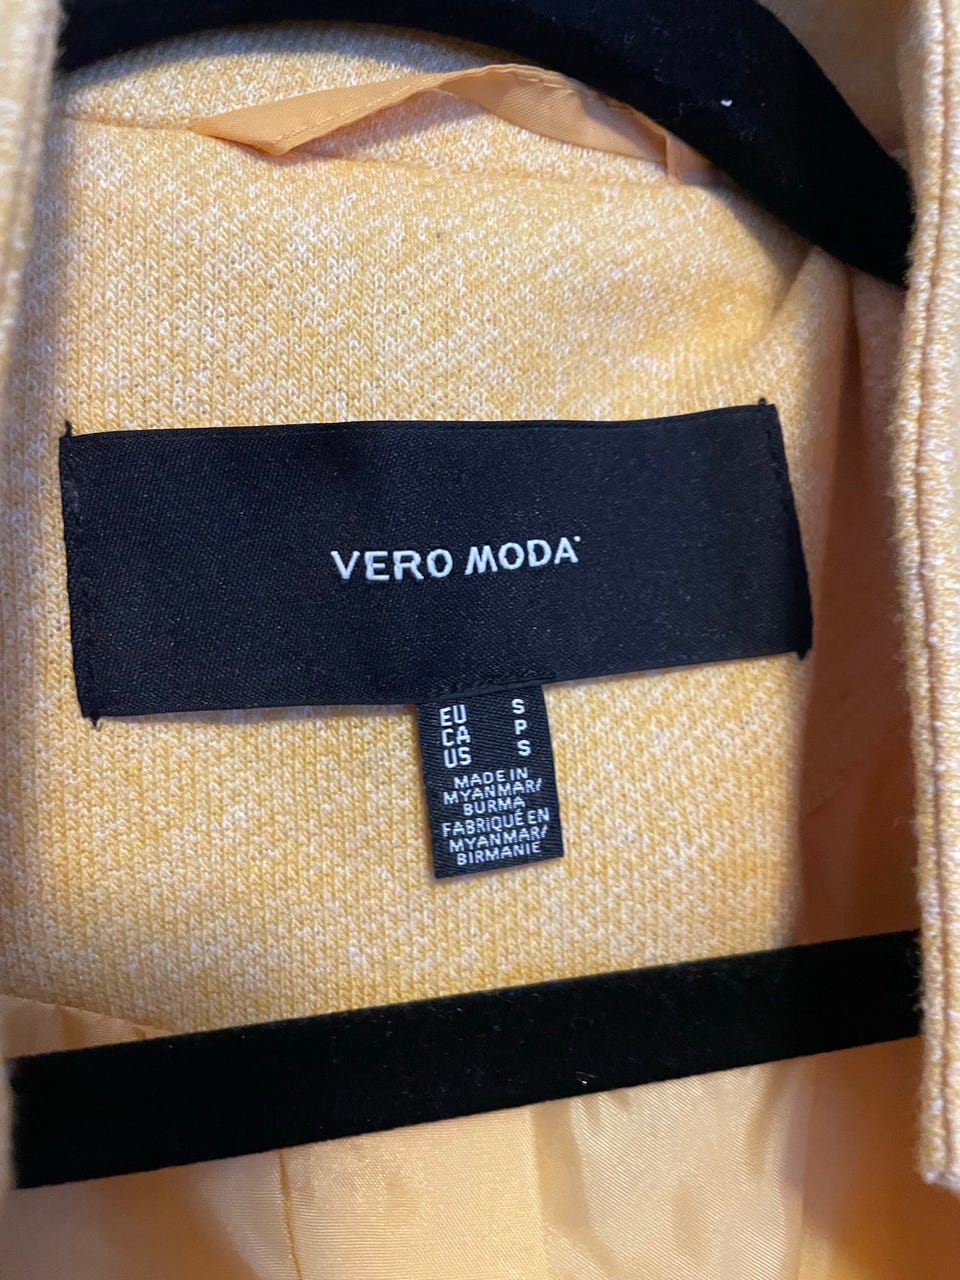 VERO MODA
EU S
CA P
US S
MADE IN
MYANMAR/
BURMA
FABRIQUÉ EN
MYANMAR/
BIRMANIE